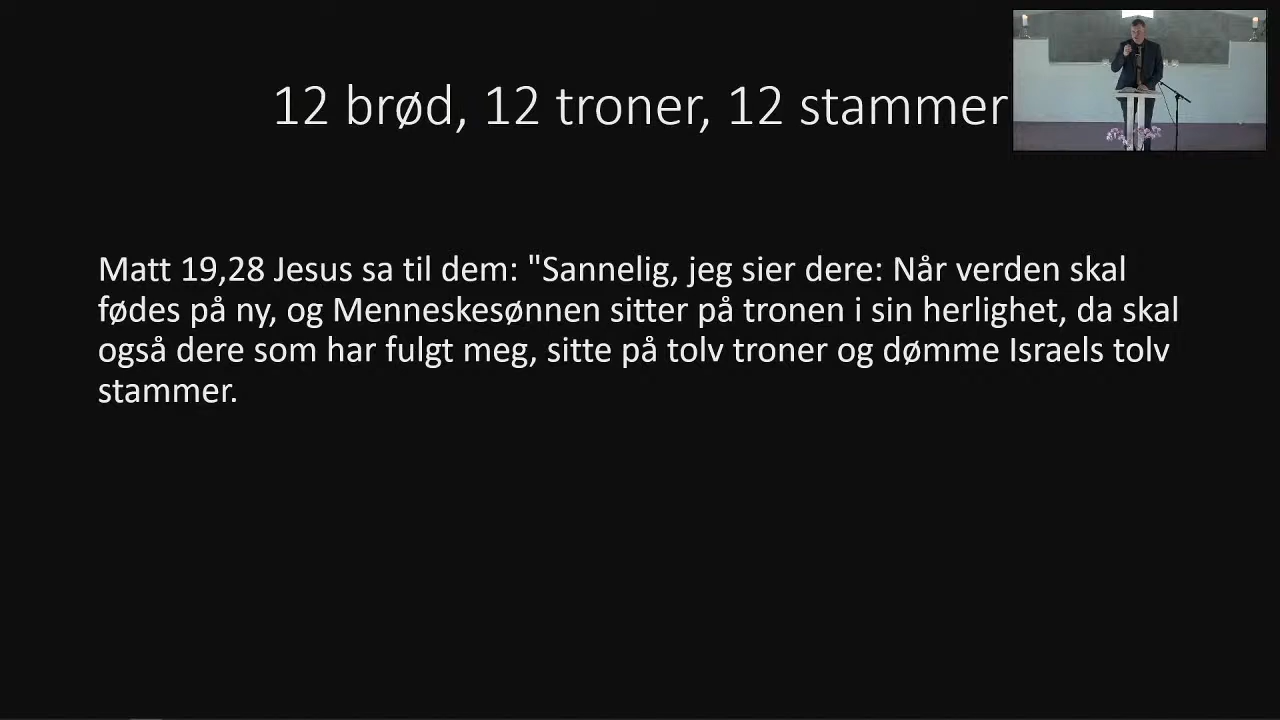 12 brød, 12 troner, 12 stammer
Matt 19,28 Jesus sa til dem: "Sannelig, jeg sier dere: Når verden skal
fødes på ny, og Menneskesønnen sitter på tronen i sin herlighet, da skal
også dere som har fulgt meg, sitte på tolv troner og dømme Israels tolv
stammer.